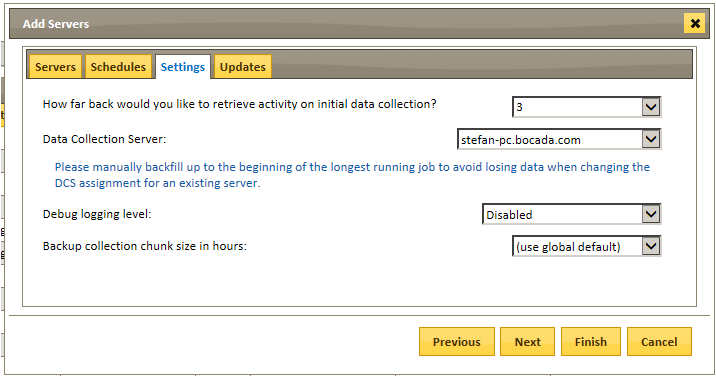 Add Servers
Servers Schedules Settings Updates
How far back would you like to retrieve activity on initial data collection? 3
Data Collection Server: stefan-pc.bocada.com
Please manually backfill up to the beginning of the longest running job to avoid losing data when changing the
DCS assignment for an existing server.
Debug logging level: Disabled
Backup collection chunk size in hours: (use global default)
Previous Next Finish Cancel